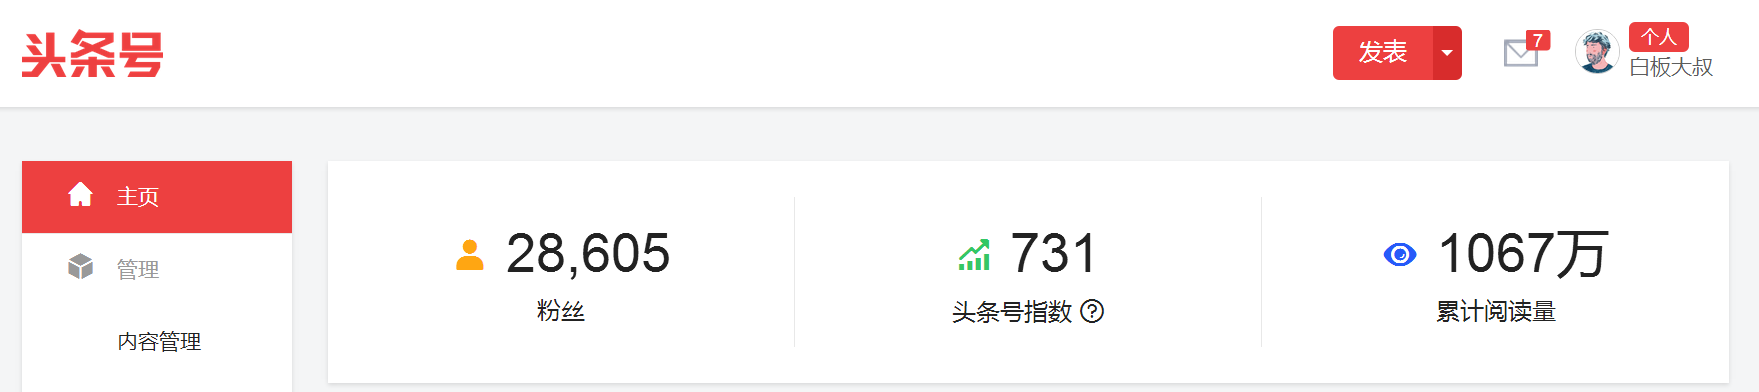 头条号
发表
7
个人
白板大叔
主页
管理
内容管理
28,605
粉丝
731
头条号指数 ?
1067万
累计阅读量